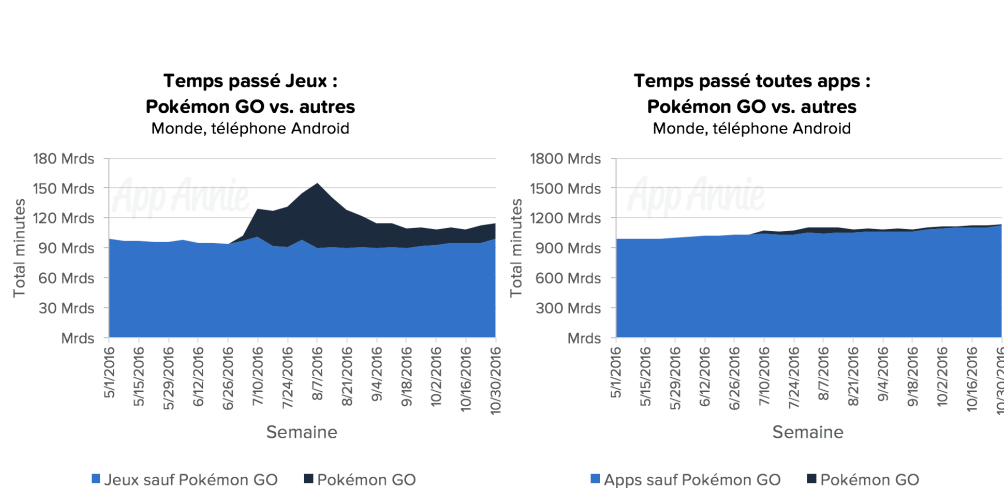 Temps passé Jeux :
Pokémon GO vs. autres
Monde, téléphone Android
180 Mrds
150 Mrds
120 Mrds
90 Mrds
60 Mrds
30 Mrds
Mrds
Total minutes
App Annie
5/1/2016
5/15/2016
5/29/2016
6/12/2016
6/26/2016
7/10/2016
7/24/2016
8/7/2016
8/21/2016
9/4/2016
9/18/2016
10/2/2016
10/16/2016
10/30/2016
Semaine
Jeux sauf Pokémon GO
Pokémon GO
Temps passé toutes apps :
Pokémon GO vs. autres
Monde, téléphone Android
1800 Mrds
1500 Mrds
1200 Mrds
900 Mrds
600 Mrds
300 Mrds
Mrds
Total minutes
App Annie
5/1/2016
5/15/2016
5/29/2016
6/12/2016
6/26/2016
7/10/2016
7/24/2016
8/7/2016
8/21/2016
9/4/2016
9/18/2016
10/2/2016
10/16/2016
10/30/2016
Semaine
Apps sauf Pokémon GO
Pokémon GO